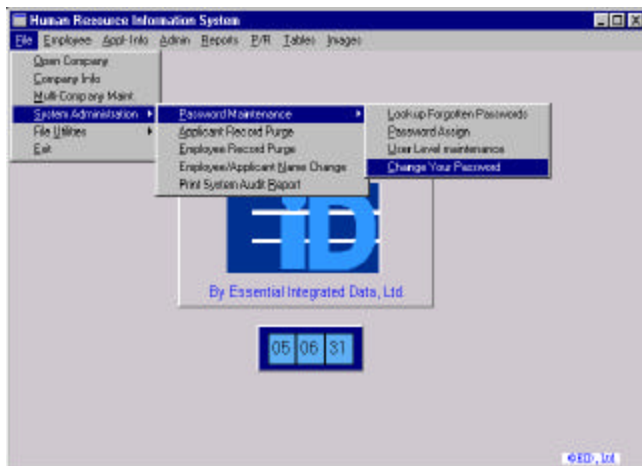 Human Resource Information System
File Employee Appl-Info Admin Reports P/R Tables Images
Open Company
Company Info
Multi-Company Maint.
System Administration
File Utilities
Exit
Password Maintenance
Applicant Record Purge
Employee Record Purge
Employee/Applicant Name Change
Print System Audit Report
Lookup Forgotten Passwords
Password Assign
User Level maintenance
Change Your Password
EiD
By Essential Integrated Data, Ltd.
05 06 31
©EID, Ltd